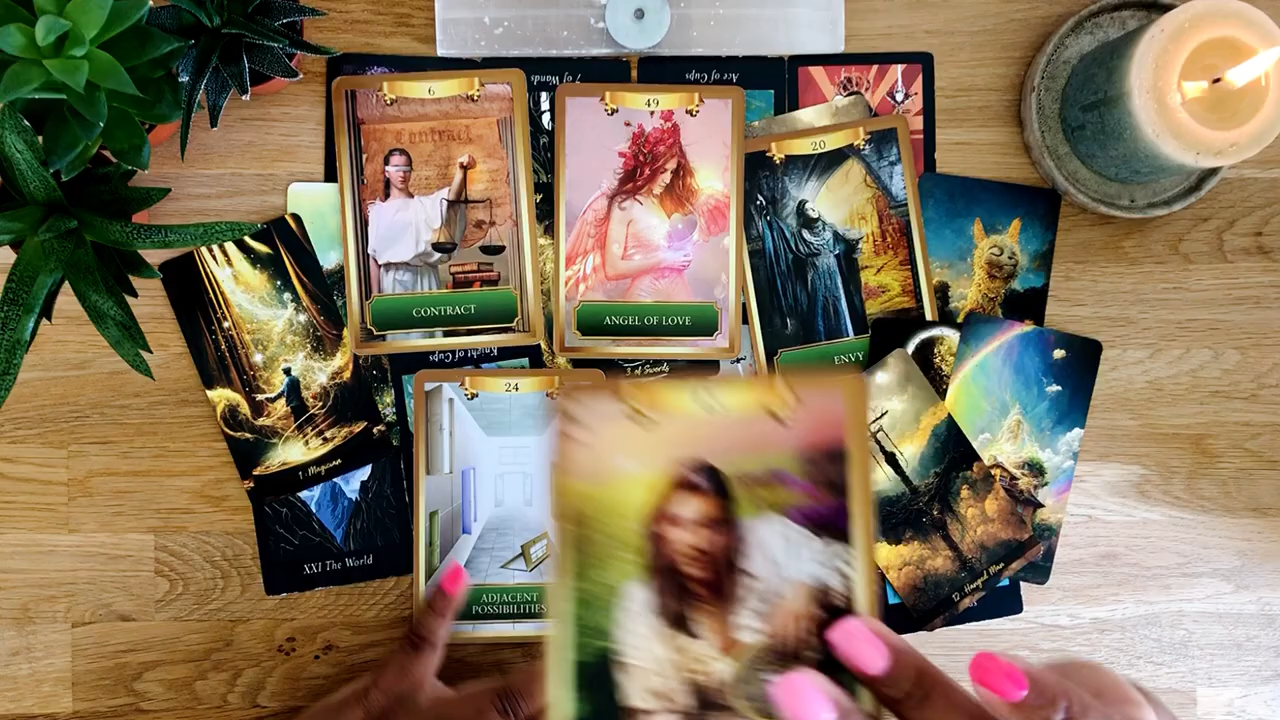 7 of Wands
Ace of Cups
6
Contract
CONTRACT
49
ANGEL OF LOVE
20
ENVY
Knight of Cups
3 of Swords
1 · Magician
XXI The World
24
ADJACENT
POSSIBILITIES
12 · Hanged Man